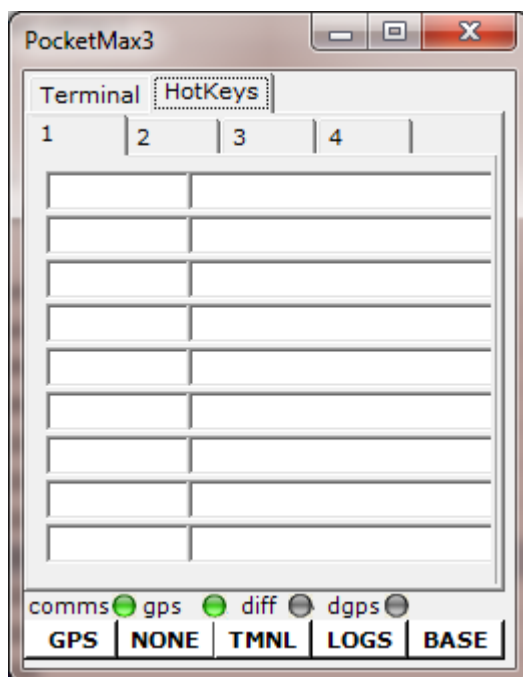 PocketMax3
Terminal HotKeys
1 2 3 4
comms gps diff dgps
GPS NONE TMNL LOGS BASE